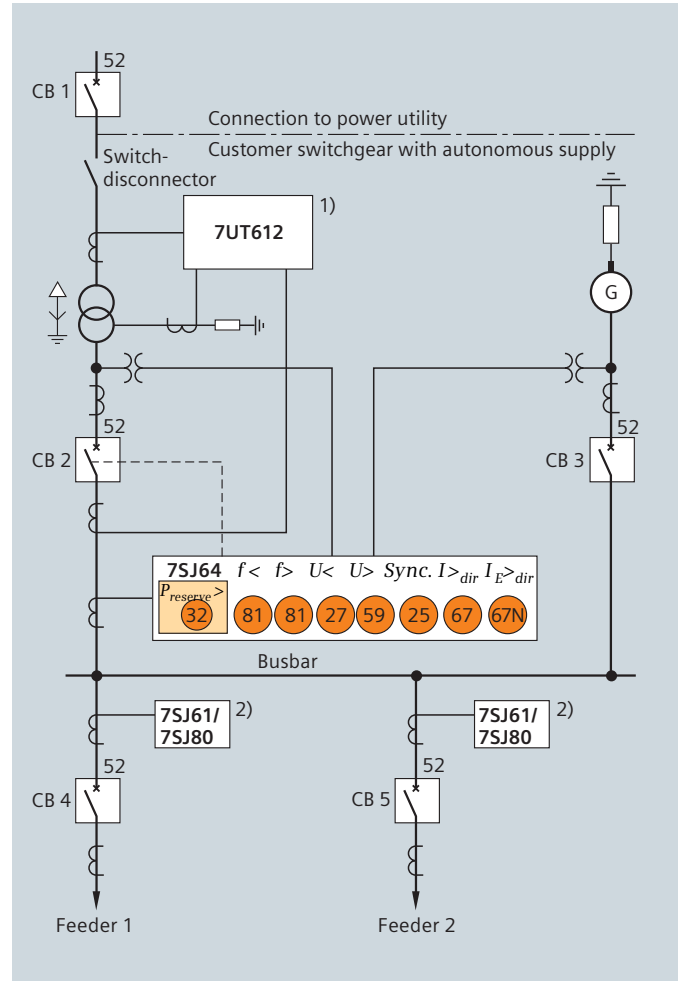 52
CB 1
Connection to power utility
Customer switchgear with autonomous supply
Switch-
disconnector
1)
7UT612
G
52
CB 2
52
CB 3
7SJ64 f< f> U< U> Sync. I>dir IE>dir
Preserve>
32 81 81 27 59 25 67 67N
Busbar
7SJ61/
7SJ80
2)
7SJ61/
7SJ80
2)
52
CB 4
52
CB 5
Feeder 1
Feeder 2